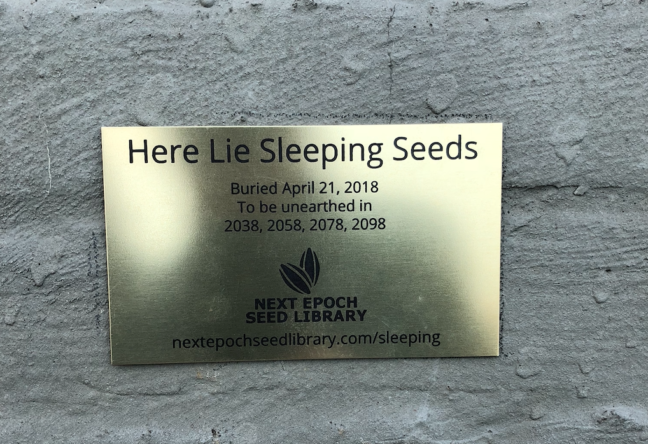 Here Lie Sleeping Seeds
Buried April 21, 2018
To be unearthed in
2038, 2058, 2078, 2098
NEXT EPOCH
SEED LIBRARY
nextepochseedlibrary.com/sleeping